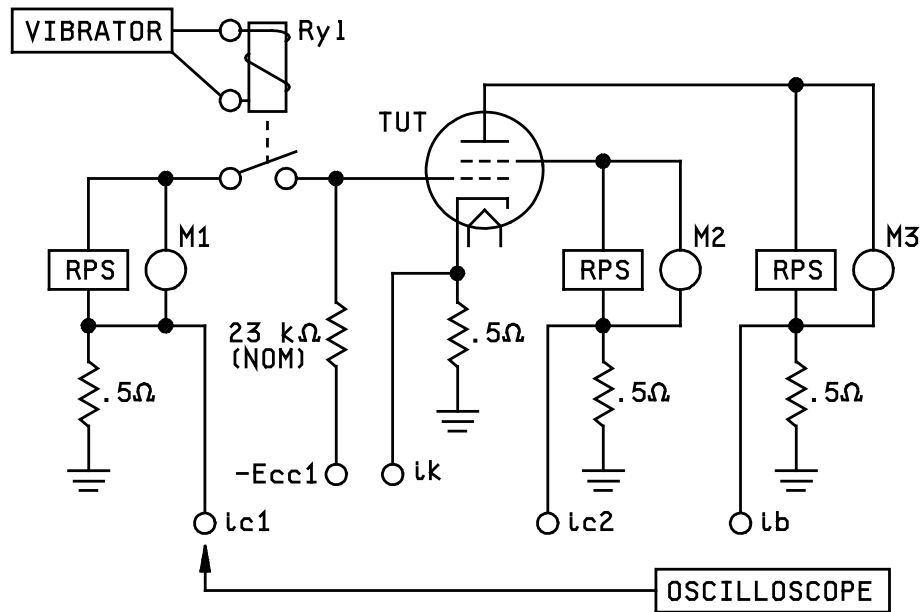 VIBRATOR
Ry1
TUT
M1
M2
M3
RPS
RPS
RPS
23 kΩ
(NOM)
.5Ω
.5Ω
.5Ω
.5Ω
-Ecc1
ik
ic1
ic2
ib
OSCILLOSCOPE